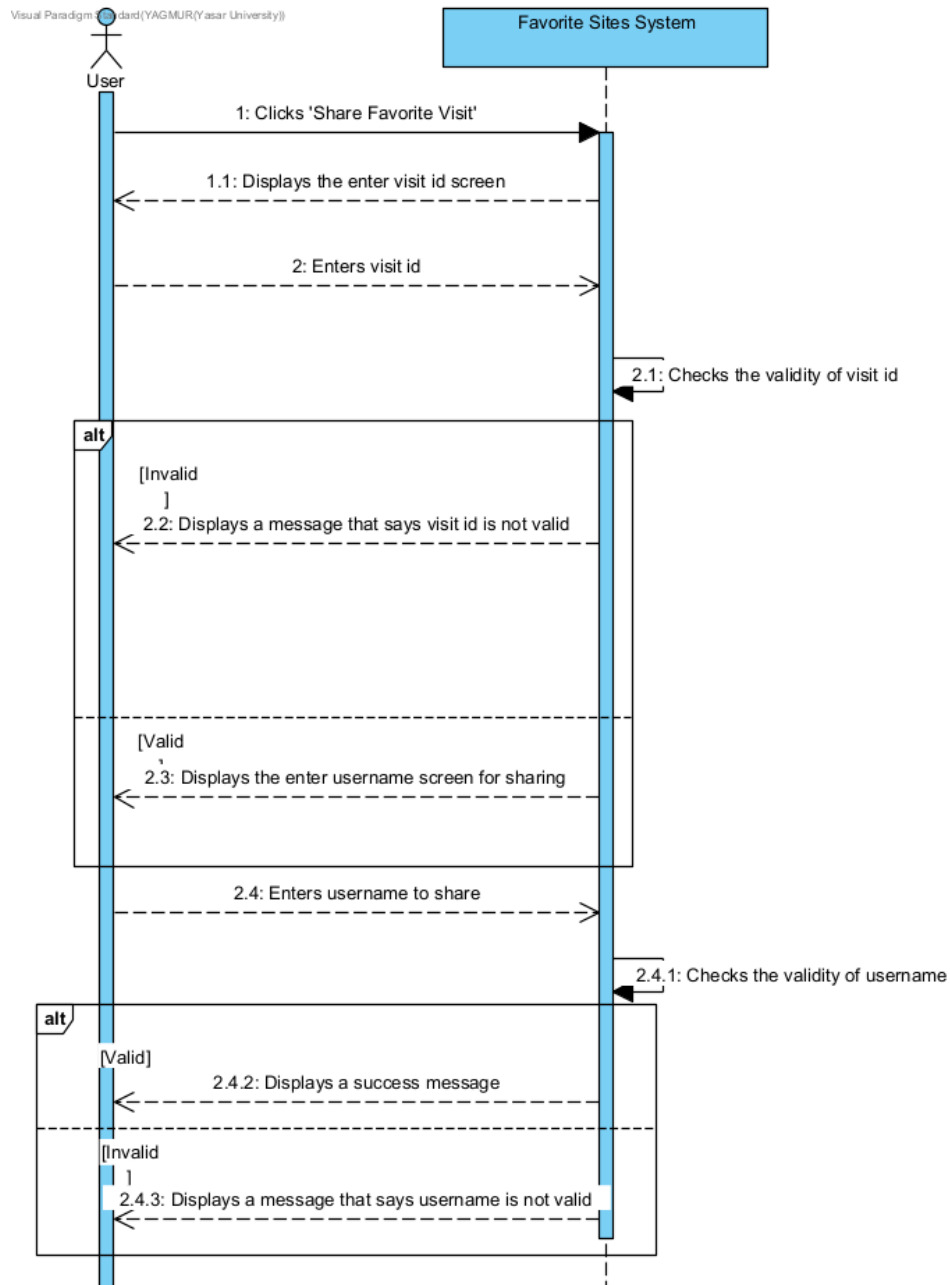 Visual Paradigm Standard(YAGMUR(Yasar University))
Favorite Sites System
User
1: Clicks 'Share Favorite Visit'
1.1: Displays the enter visit id screen
2: Enters visit id
2.1: Checks the validity of visit id
alt
[Invalid
]
2.2: Displays a message that says visit id is not valid
[Valid
]
2.3: Displays the enter username screen for sharing
2.4: Enters username to share
2.4.1: Checks the validity of username
alt
[Valid]
2.4.2: Displays a success message
[Invalid
]
2.4.3: Displays a message that says username is not valid